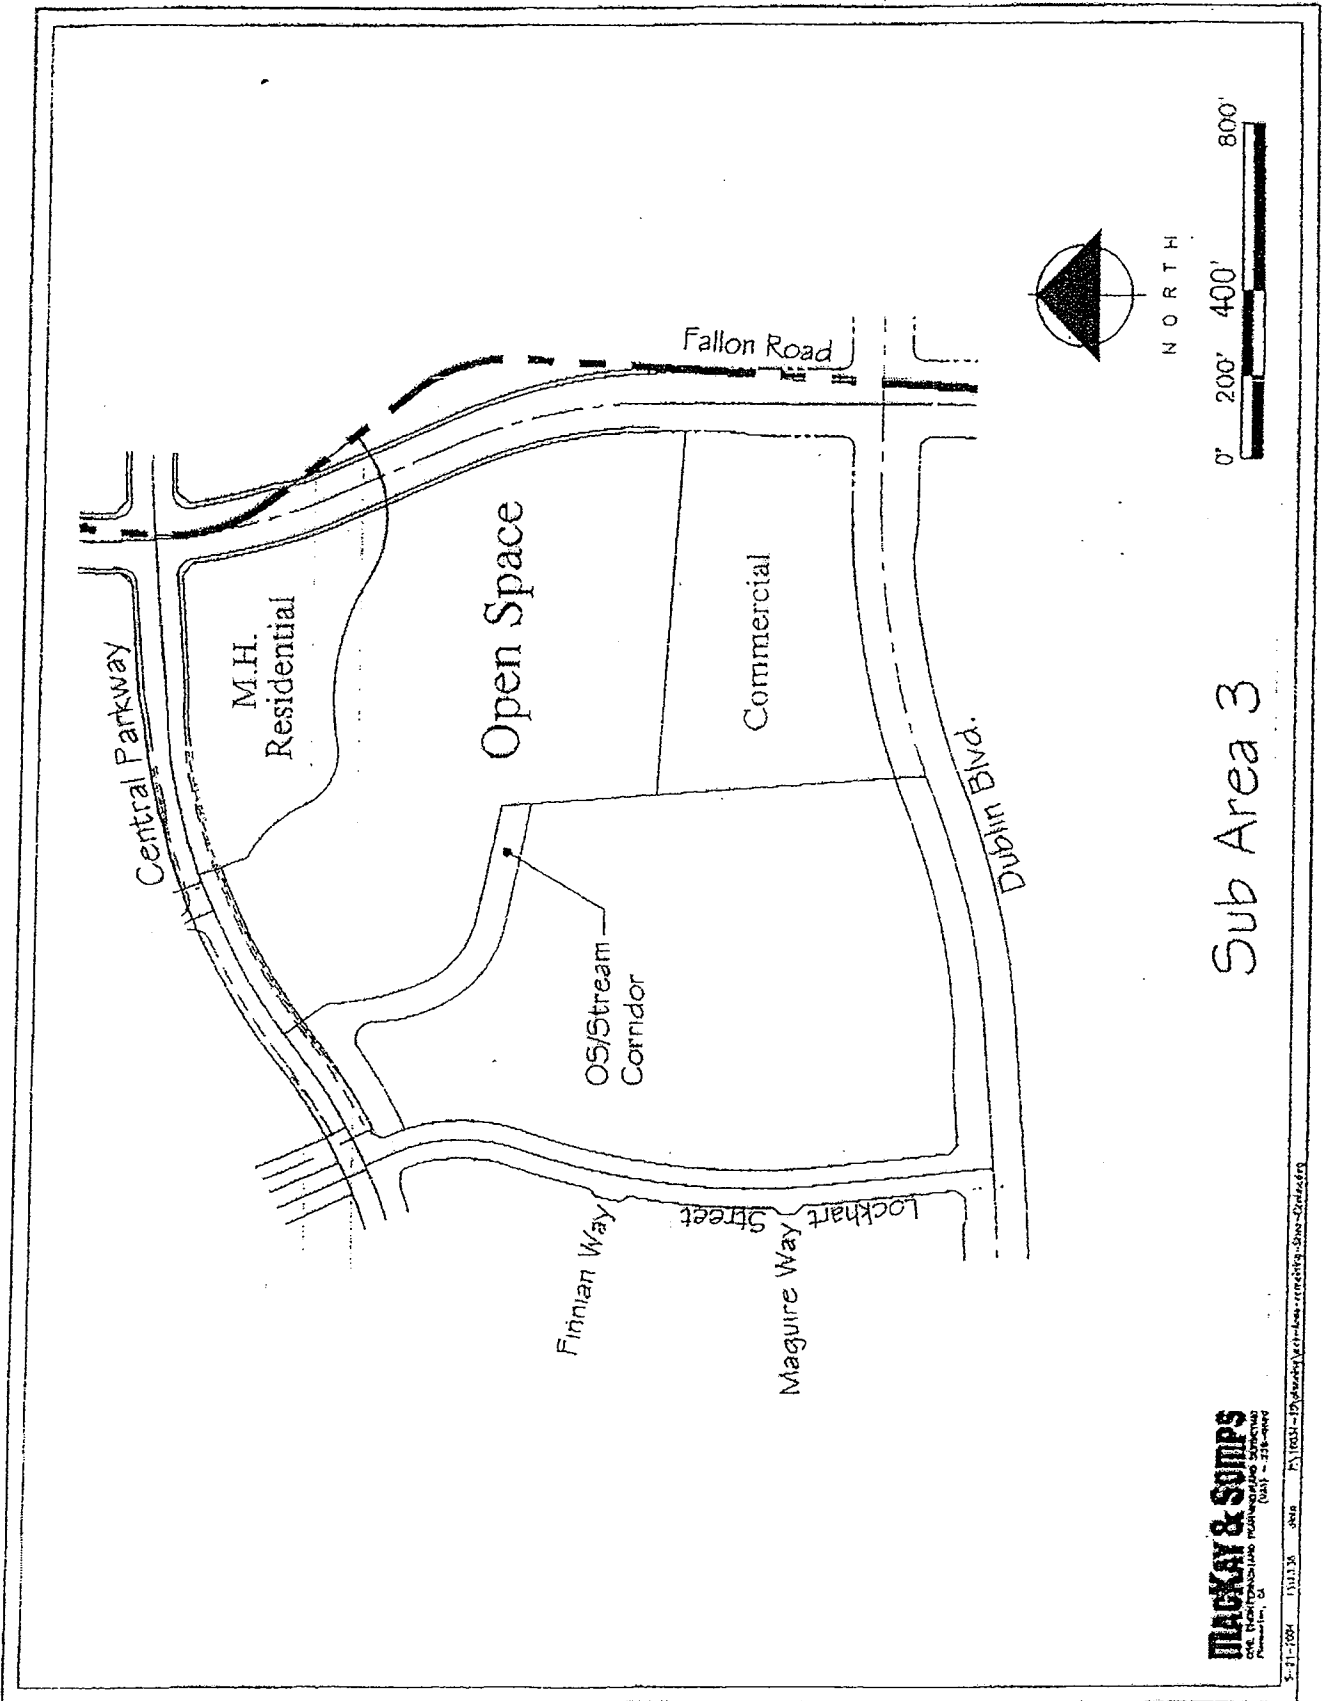 Central Parkway
M.H.
Residential
Fallon Road
Open Space
Commercial
OS/Stream
Corridor
Finnian Way
Maguire Way
Lockhart
Street
Dublin Blvd.
NORTH
0' 200' 400' 800'
Sub Area 3
MACKAY & SOMPS